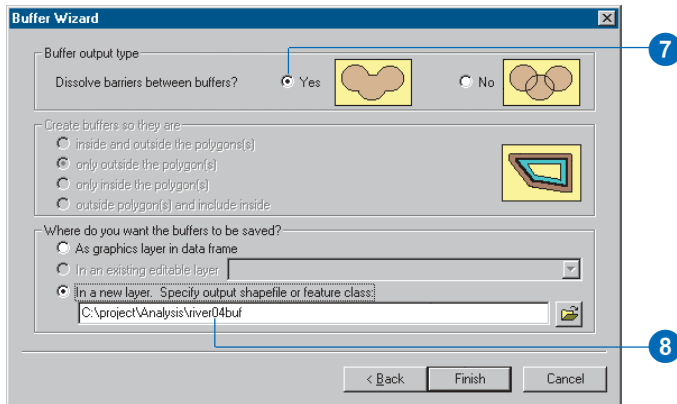 Buffer Wizard
Buffer output type
Dissolve barriers between buffers? Yes No
7
Create buffers so they are
inside and outside the polygons(s)
only outside the polygon(s)
only inside the polygon(s)
outside polygon(s) and include inside
Where do you want the buffers to be saved?
As graphics layer in data frame
In an existing editable layer
In a new layer. Specify output shapefile or feature class:
C:\project\Analysis\river04buf
8
< Back Finish Cancel